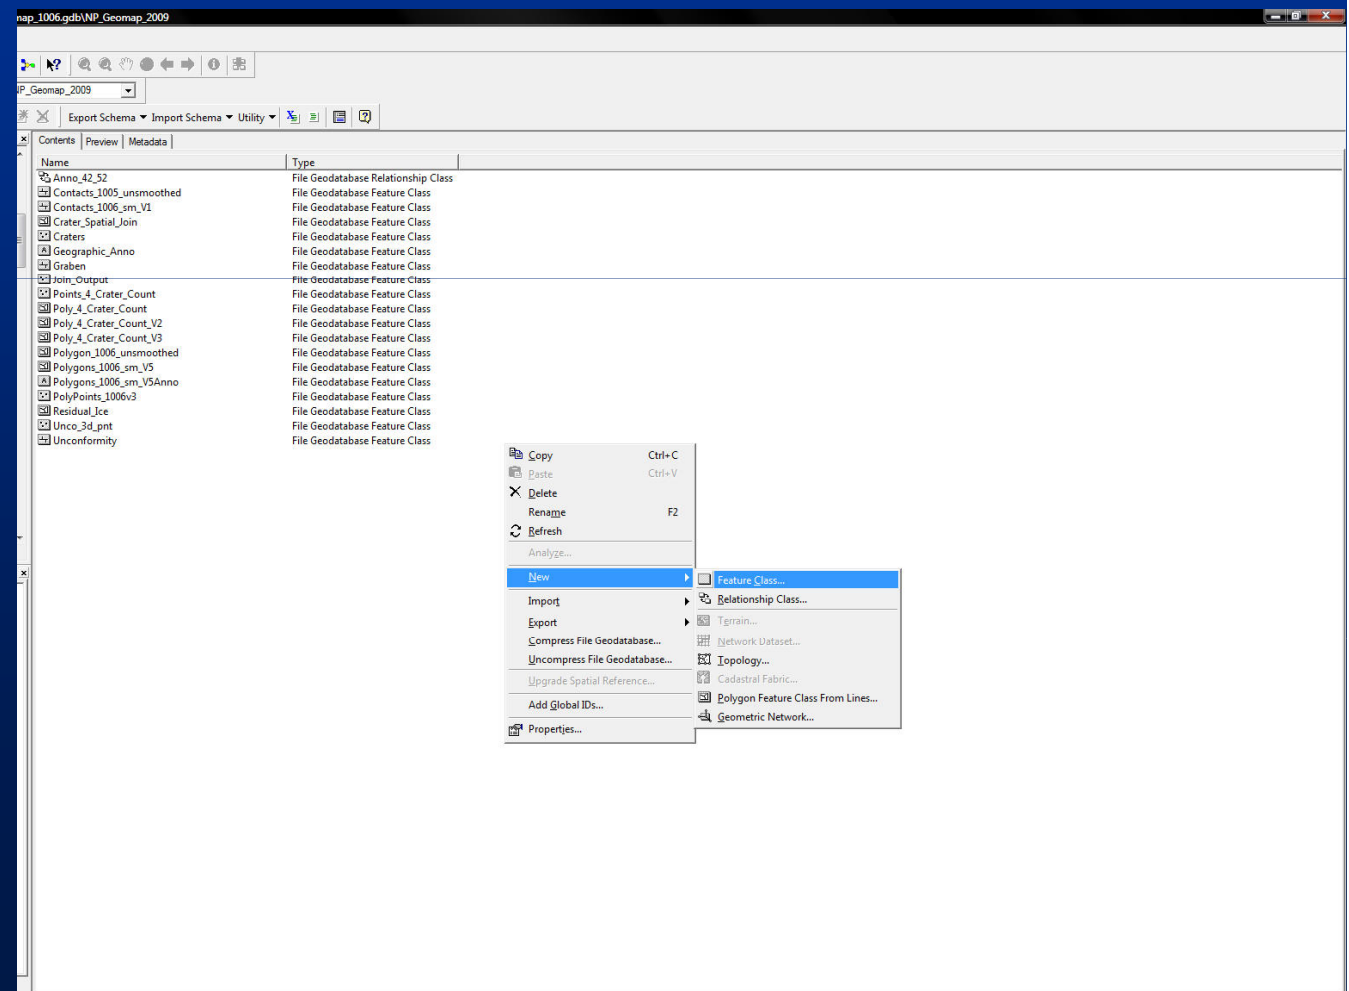 map_1006.gdb\NP_Geomap_2009
NP_Geomap_2009
Export Schema Import Schema Utility
Contents Preview Metadata
Name Type
Anno_42_52 File Geodatabase Relationship Class
Contacts_1005_unsmoothed File Geodatabase Feature Class
Contacts_1006_sm_V1 File Geodatabase Feature Class
Crater_Spatial_Join File Geodatabase Feature Class
Craters File Geodatabase Feature Class
Geographic_Anno File Geodatabase Feature Class
Graben File Geodatabase Feature Class
Join_Output File Geodatabase Feature Class
Points_4_Crater_Count File Geodatabase Feature Class
Poly_4_Crater_Count File Geodatabase Feature Class
Poly_4_Crater_Count_V2 File Geodatabase Feature Class
Poly_4_Crater_Count_V3 File Geodatabase Feature Class
Polygon_1006_unsmoothed File Geodatabase Feature Class
Polygons_1006_sm_V5 File Geodatabase Feature Class
Polygons_1006_sm_V5Anno File Geodatabase Feature Class
PolyPoints_1006v3 File Geodatabase Feature Class
Residual_Ice File Geodatabase Feature Class
Unco_3d_pnt File Geodatabase Feature Class
Unconformity File Geodatabase Feature Class
Copy Ctrl+C
Paste Ctrl+V
Delete
Rename F2
Refresh
Analyze...
New
Import
Export
Compress File Geodatabase...
Uncompress File Geodatabase...
Upgrade Spatial Reference...
Add Global IDs...
Properties...
Feature Class...
Relationship Class...
Terrain...
Network Dataset...
Topology...
Cadastral Fabric...
Polygon Feature Class From Lines...
Geometric Network...